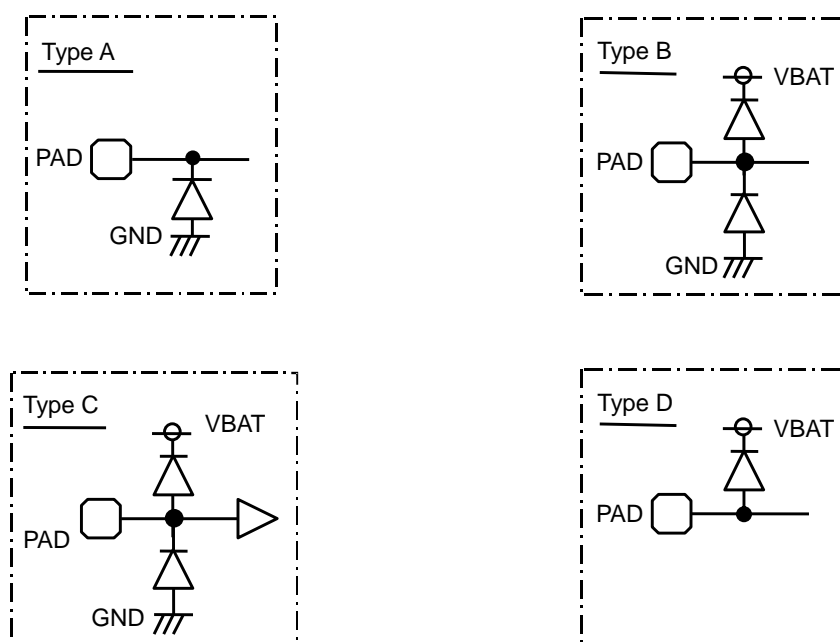 Type A
PAD
GND
Type B
VBAT
PAD
GND
Type C
VBAT
PAD
GND
Type D
VBAT
PAD